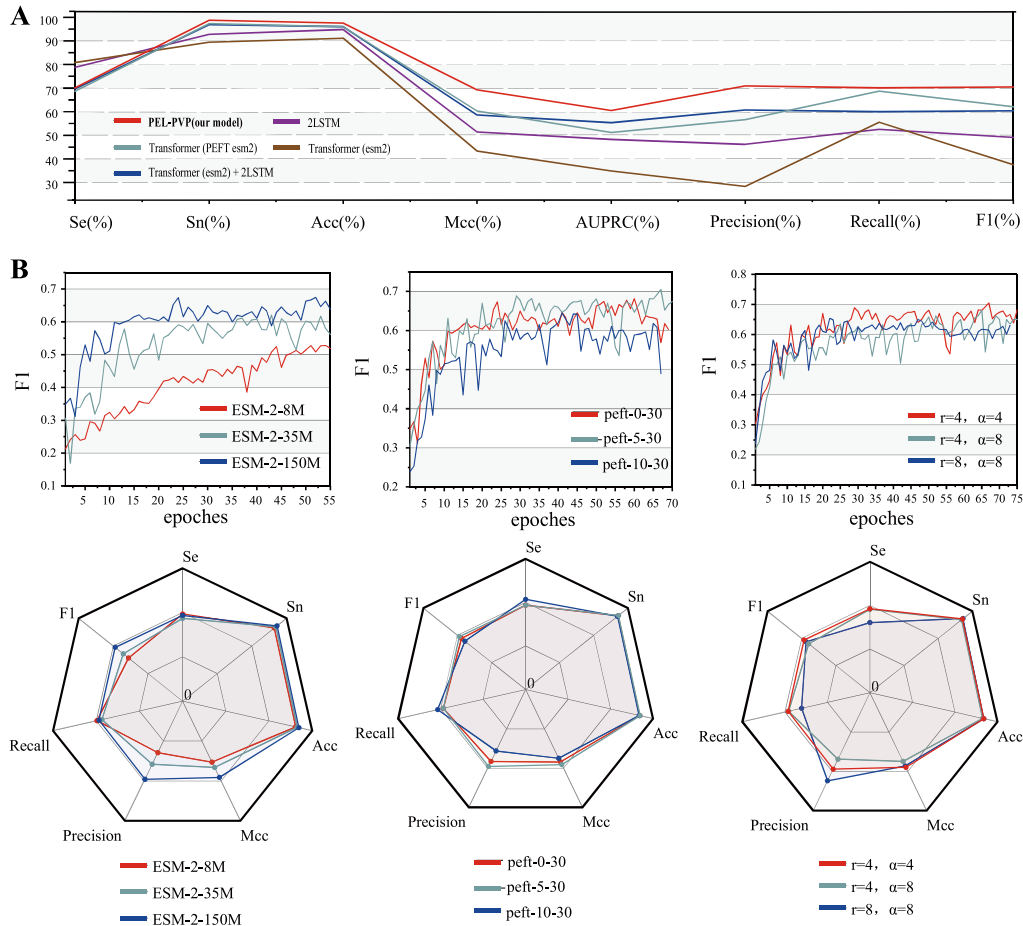 A
100
90
80
70
60
50
40
30
PEL-PVP(our model)
2LSTM
Transformer (PEFT esm2)
Transformer (esm2)
Transformer (esm2) + 2LSTM
Se(%) Sn(%) Acc(%) Mcc(%) AUPRC(%) Precision(%) Recall(%) F1(%)
B
F1
0.7
0.6
0.5
0.4
0.3
0.2
0.1
ESM-2-8M
ESM-2-35M
ESM-2-150M
5 10 15 20 25 30 35 40 45 50 55
epoches
F1
0.7
0.6
0.5
0.4
0.3
0.2
peft-0-30
peft-5-30
peft-10-30
5 10 15 20 25 30 35 40 45 50 55 60 65 70
epoches
F1
0.8
0.7
0.6
0.5
0.4
0.3
0.2
0.1
r=4, α=4
r=4, α=8
r=8, α=8
5 10 15 20 25 30 35 40 45 50 55 60 65 70 75
epoches
Se
Sn
Acc
Mcc
Precision
Recall
F1
0
ESM-2-8M
ESM-2-35M
ESM-2-150M
Se
Sn
Acc
Mcc
Precision
Recall
F1
0
peft-0-30
peft-5-30
peft-10-30
Se
Sn
Acc
Mcc
Precision
Recall
F1
0
r=4, α=4
r=4, α=8
r=8, α=8